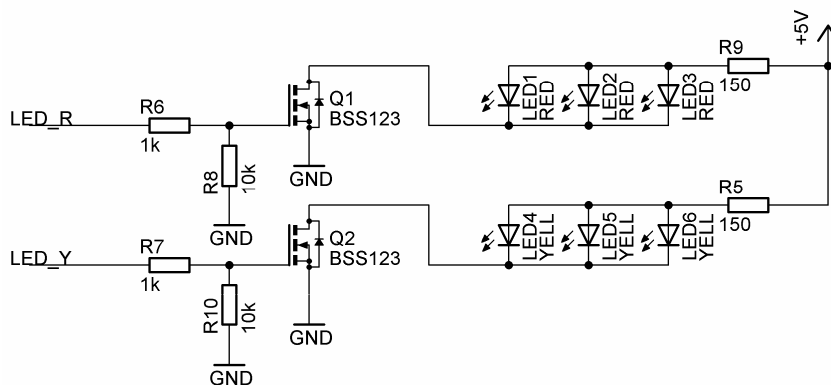 +5V
R9
150
LED1
RED
LED2
RED
LED3
RED
Q1
BSS123
LED_R
R6
1k
R8
10k
GND
GND
R5
150
LED4
YELL
LED5
YELL
LED6
YELL
Q2
BSS123
LED_Y
R7
1k
R10
10k
GND
GND